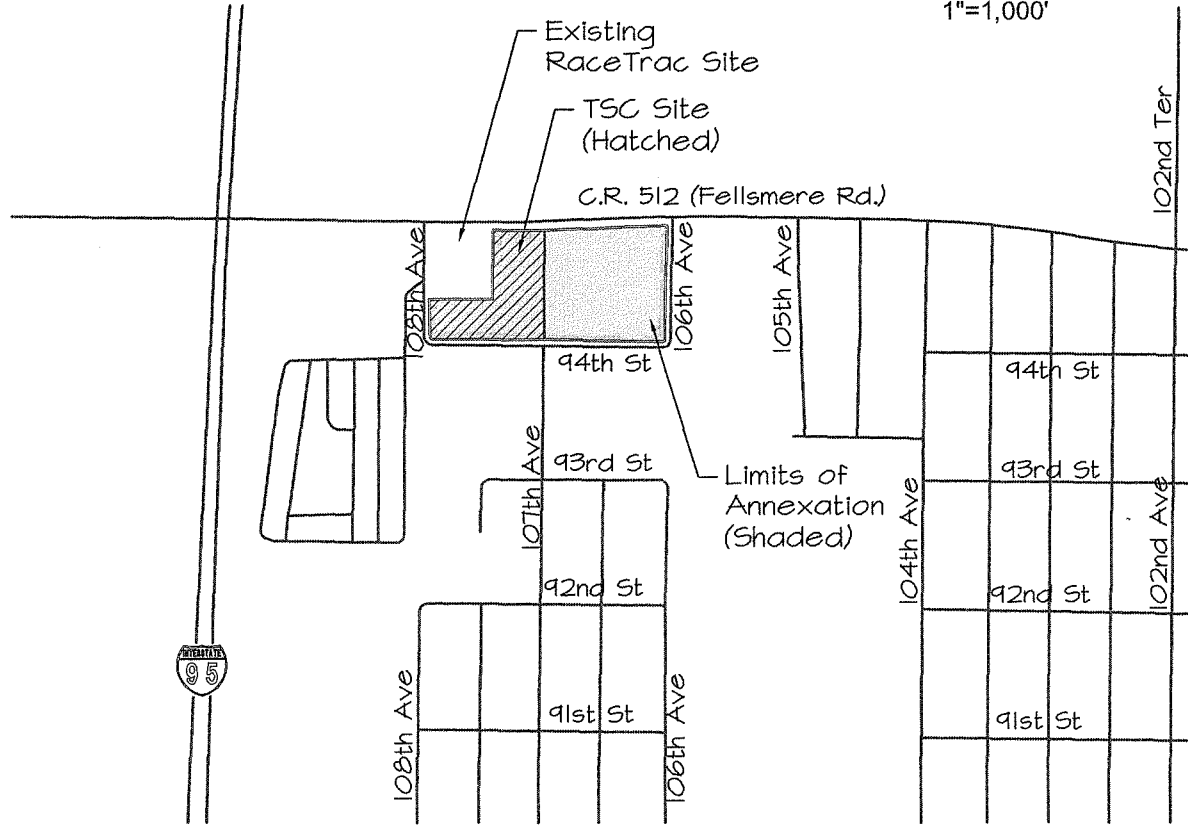 1"=1,000'
Existing
RaceTrac Site
TSC Site
(Hatched)
102nd Ter
C.R. 512 (Fellsmere Rd.)
108th Ave
106th Ave
105th Ave
94th St
94th St
93rd St
93rd St
107th Ave
Limits of
Annexation
(Shaded)
104th Ave
102nd Ave
92nd St
92nd St
INTERSTATE
95
108th Ave
91st St
106th Ave
91st St